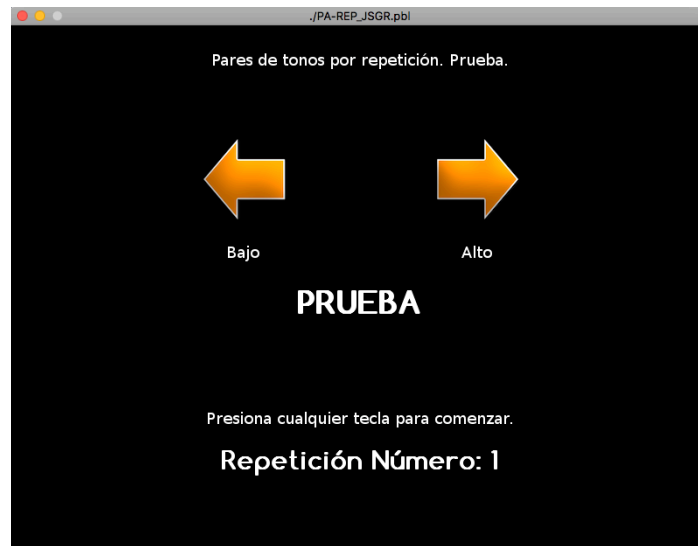 ./PA-REP_JSGR.pbl
Pares de tonos por repetición. Prueba.
Bajo
Alto
PRUEBA
Presiona cualquier tecla para comenzar.
Repetición Número: 1